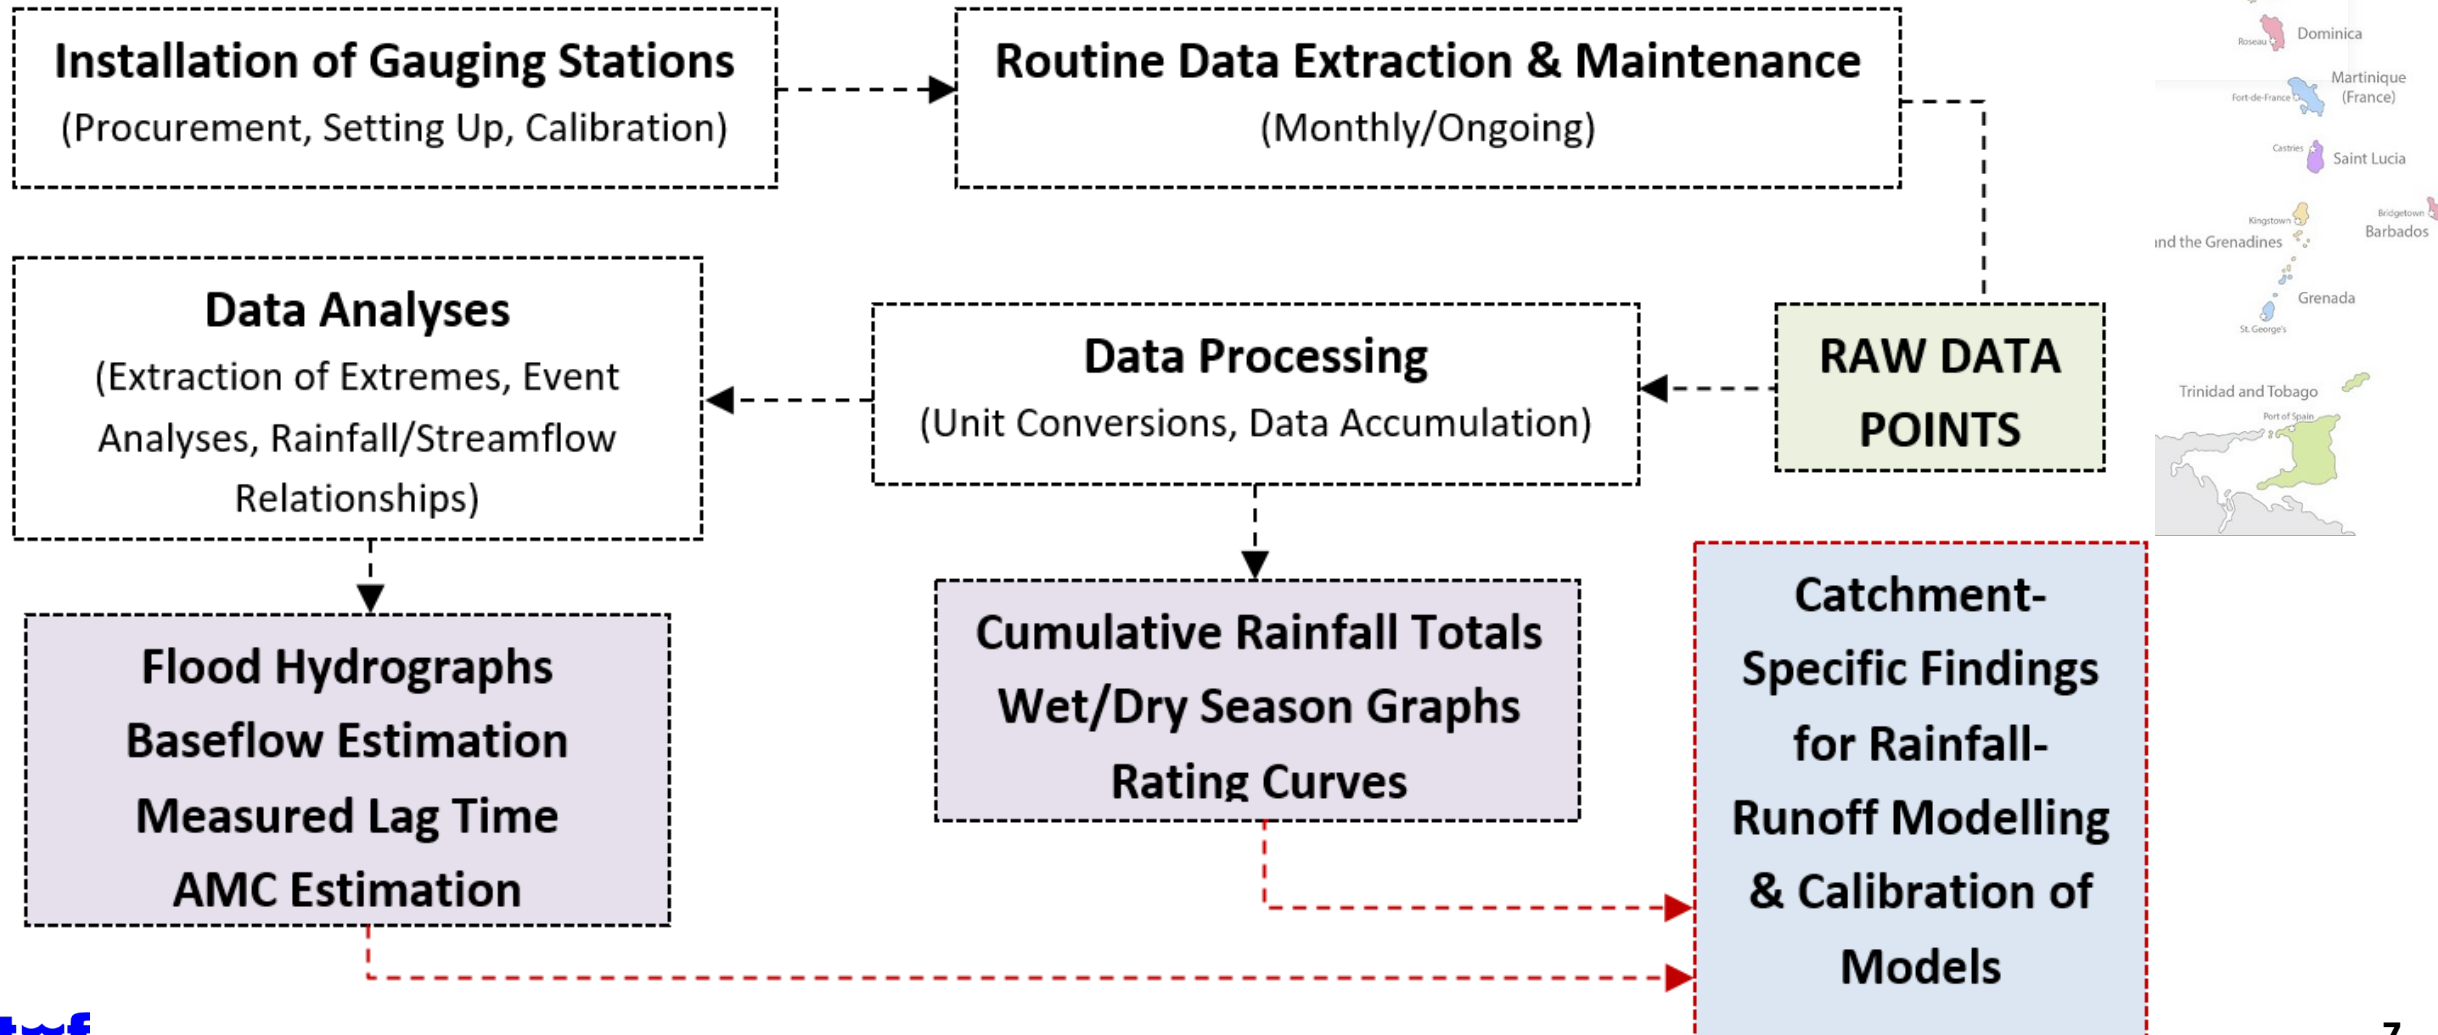 Installation of Gauging Stations
(Procurement, Setting Up, Calibration)
Routine Data Extraction & Maintenance
(Monthly/Ongoing)
RAW DATA
POINTS
Data Processing
(Unit Conversions, Data Accumulation)
Data Analyses
(Extraction of Extremes, Event
Analyses, Rainfall/Streamflow
Relationships)
Flood Hydrographs
Baseflow Estimation
Measured Lag Time
AMC Estimation
Cumulative Rainfall Totals
Wet/Dry Season Graphs
Rating Curves
Catchment-
Specific Findings
for Rainfall-
Runoff Modelling
& Calibration of
Models
Dominica
Roseau
Martinique
(France)
Fort-de-France
Castries
Saint Lucia
Kingstown
and the Grenadines
Bridgetown
Barbados
Grenada
St. George's
Trinidad and Tobago
Port of Spain
7